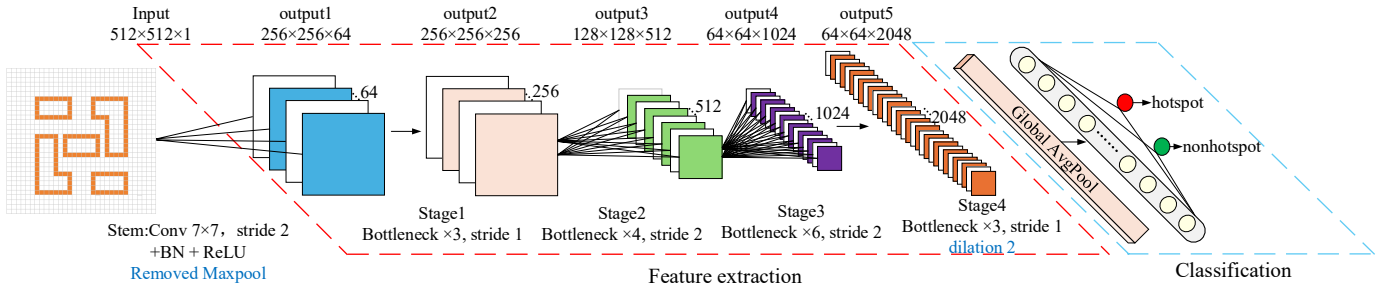 Input
512×512×1
output1
256×256×64
output2
256×256×256
output3
128×128×512
output4
64×64×1024
output5
64×64×2048
64
256
512
1024
2048
Global AvgPool
hotspot
nonhotspot
Stem:Conv 7×7，stride 2
+BN + ReLU
Removed Maxpool
Stage1
Bottleneck ×3, stride 1
Stage2
Bottleneck ×4, stride 2
Stage3
Bottleneck ×6, stride 2
Stage4
Bottleneck ×3, stride 1
dilation 2
Feature extraction
Classification